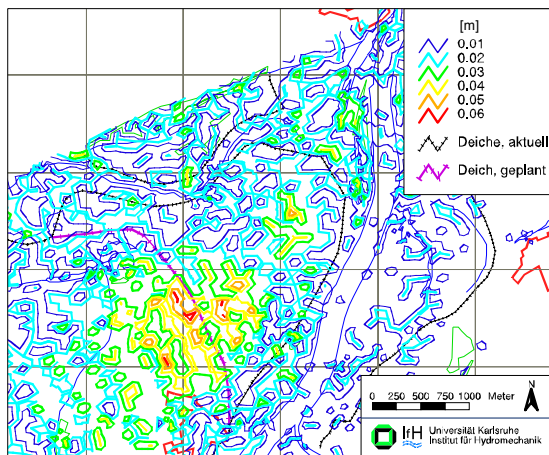 [m]
0.01
0.02
0.03
0.04
0.05
0.06
Deiche, aktuell
Deich, geplant
N
0 250 500 750 1000 Meter
IfH Universität Karlsruhe
Institut für Hydromechanik